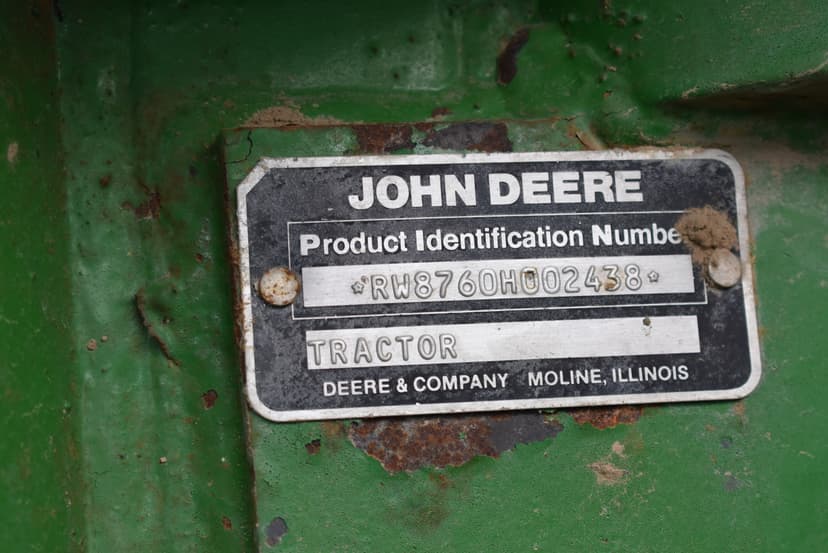 JOHN DEERE
Product Identification Numbe
*RW8760H002438*
TRACTOR
DEERE & COMPANY MOLINE, ILLINOIS